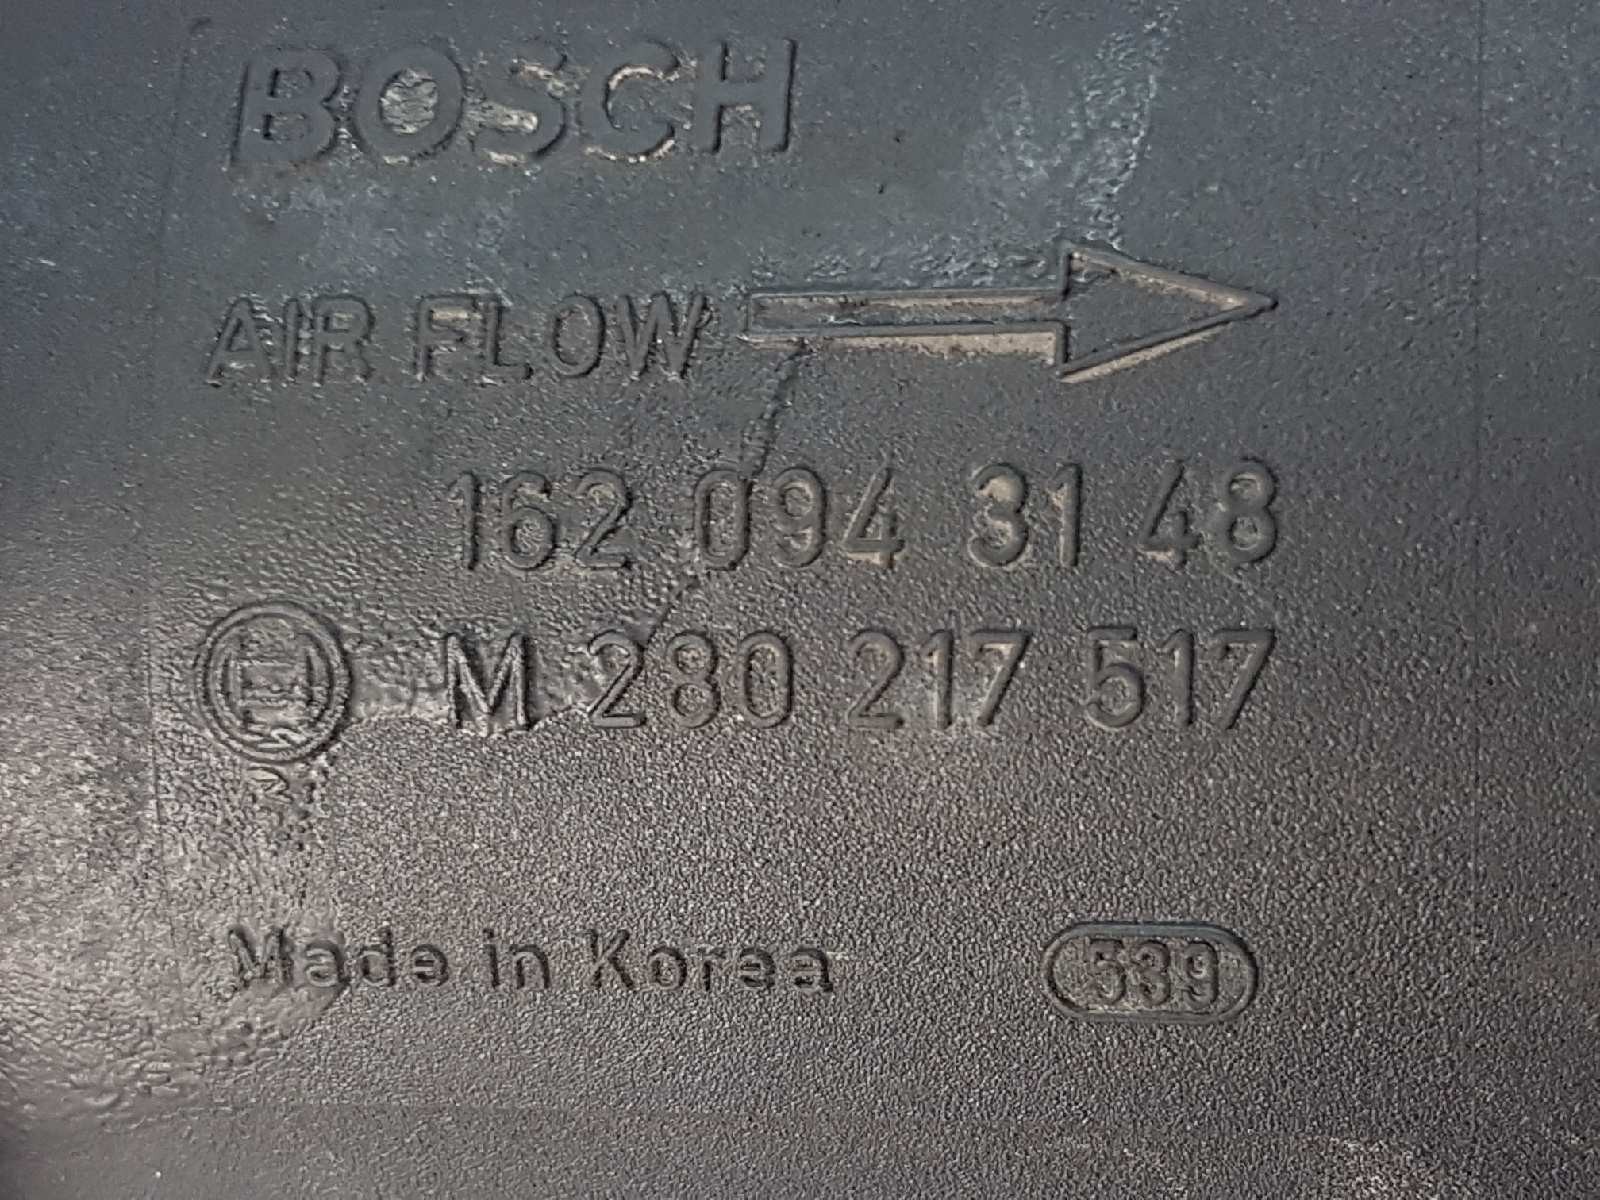 BOSCH
AIR FLOW
162 094 31 48
M 280 217 517
Made in Korea 539